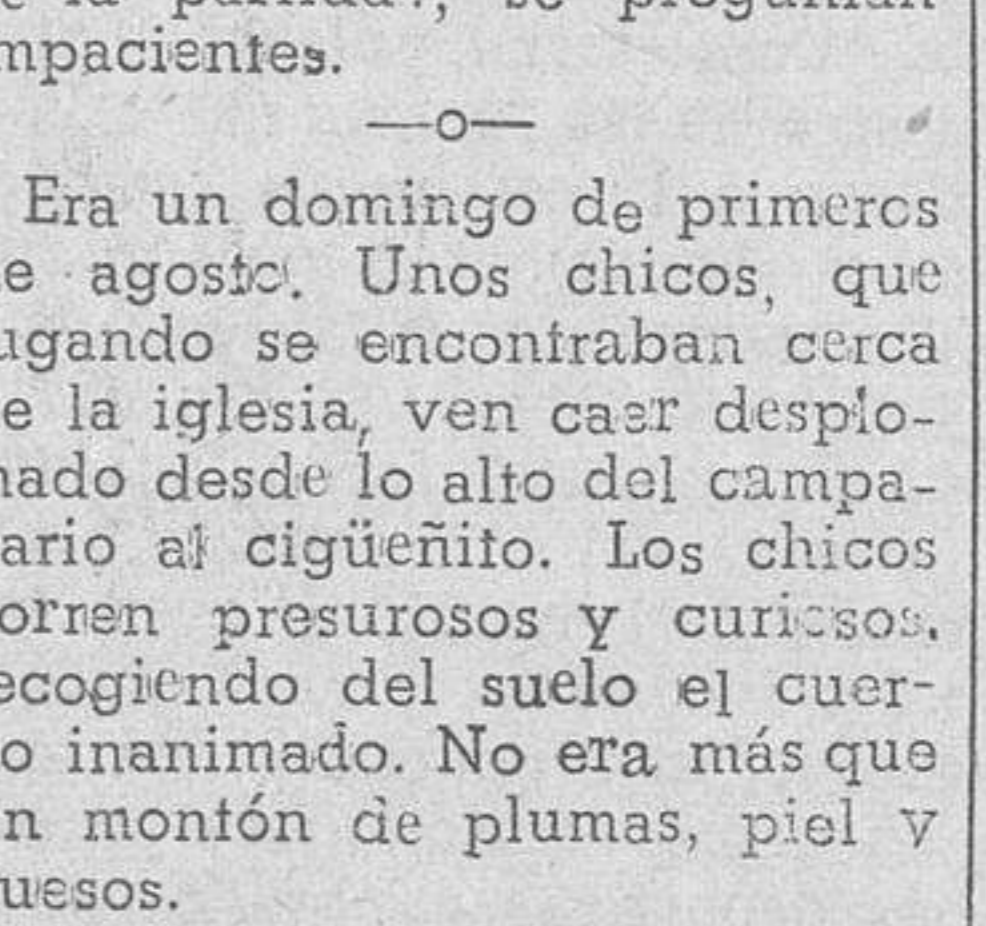 mpacientes.
—o—
Era un domingo de primeros
e agosto. Unos chicos, que
ugando se encontraban cerca
e la iglesia, ven caer desplo-
nado desde lo alto del campa-
ario al cigüeñito. Los chicos
orren presurosos y curiosos.
ecogiendo del suelo el cuer-
o inanimado. No era más que
n montón de plumas, piel y
uesos.